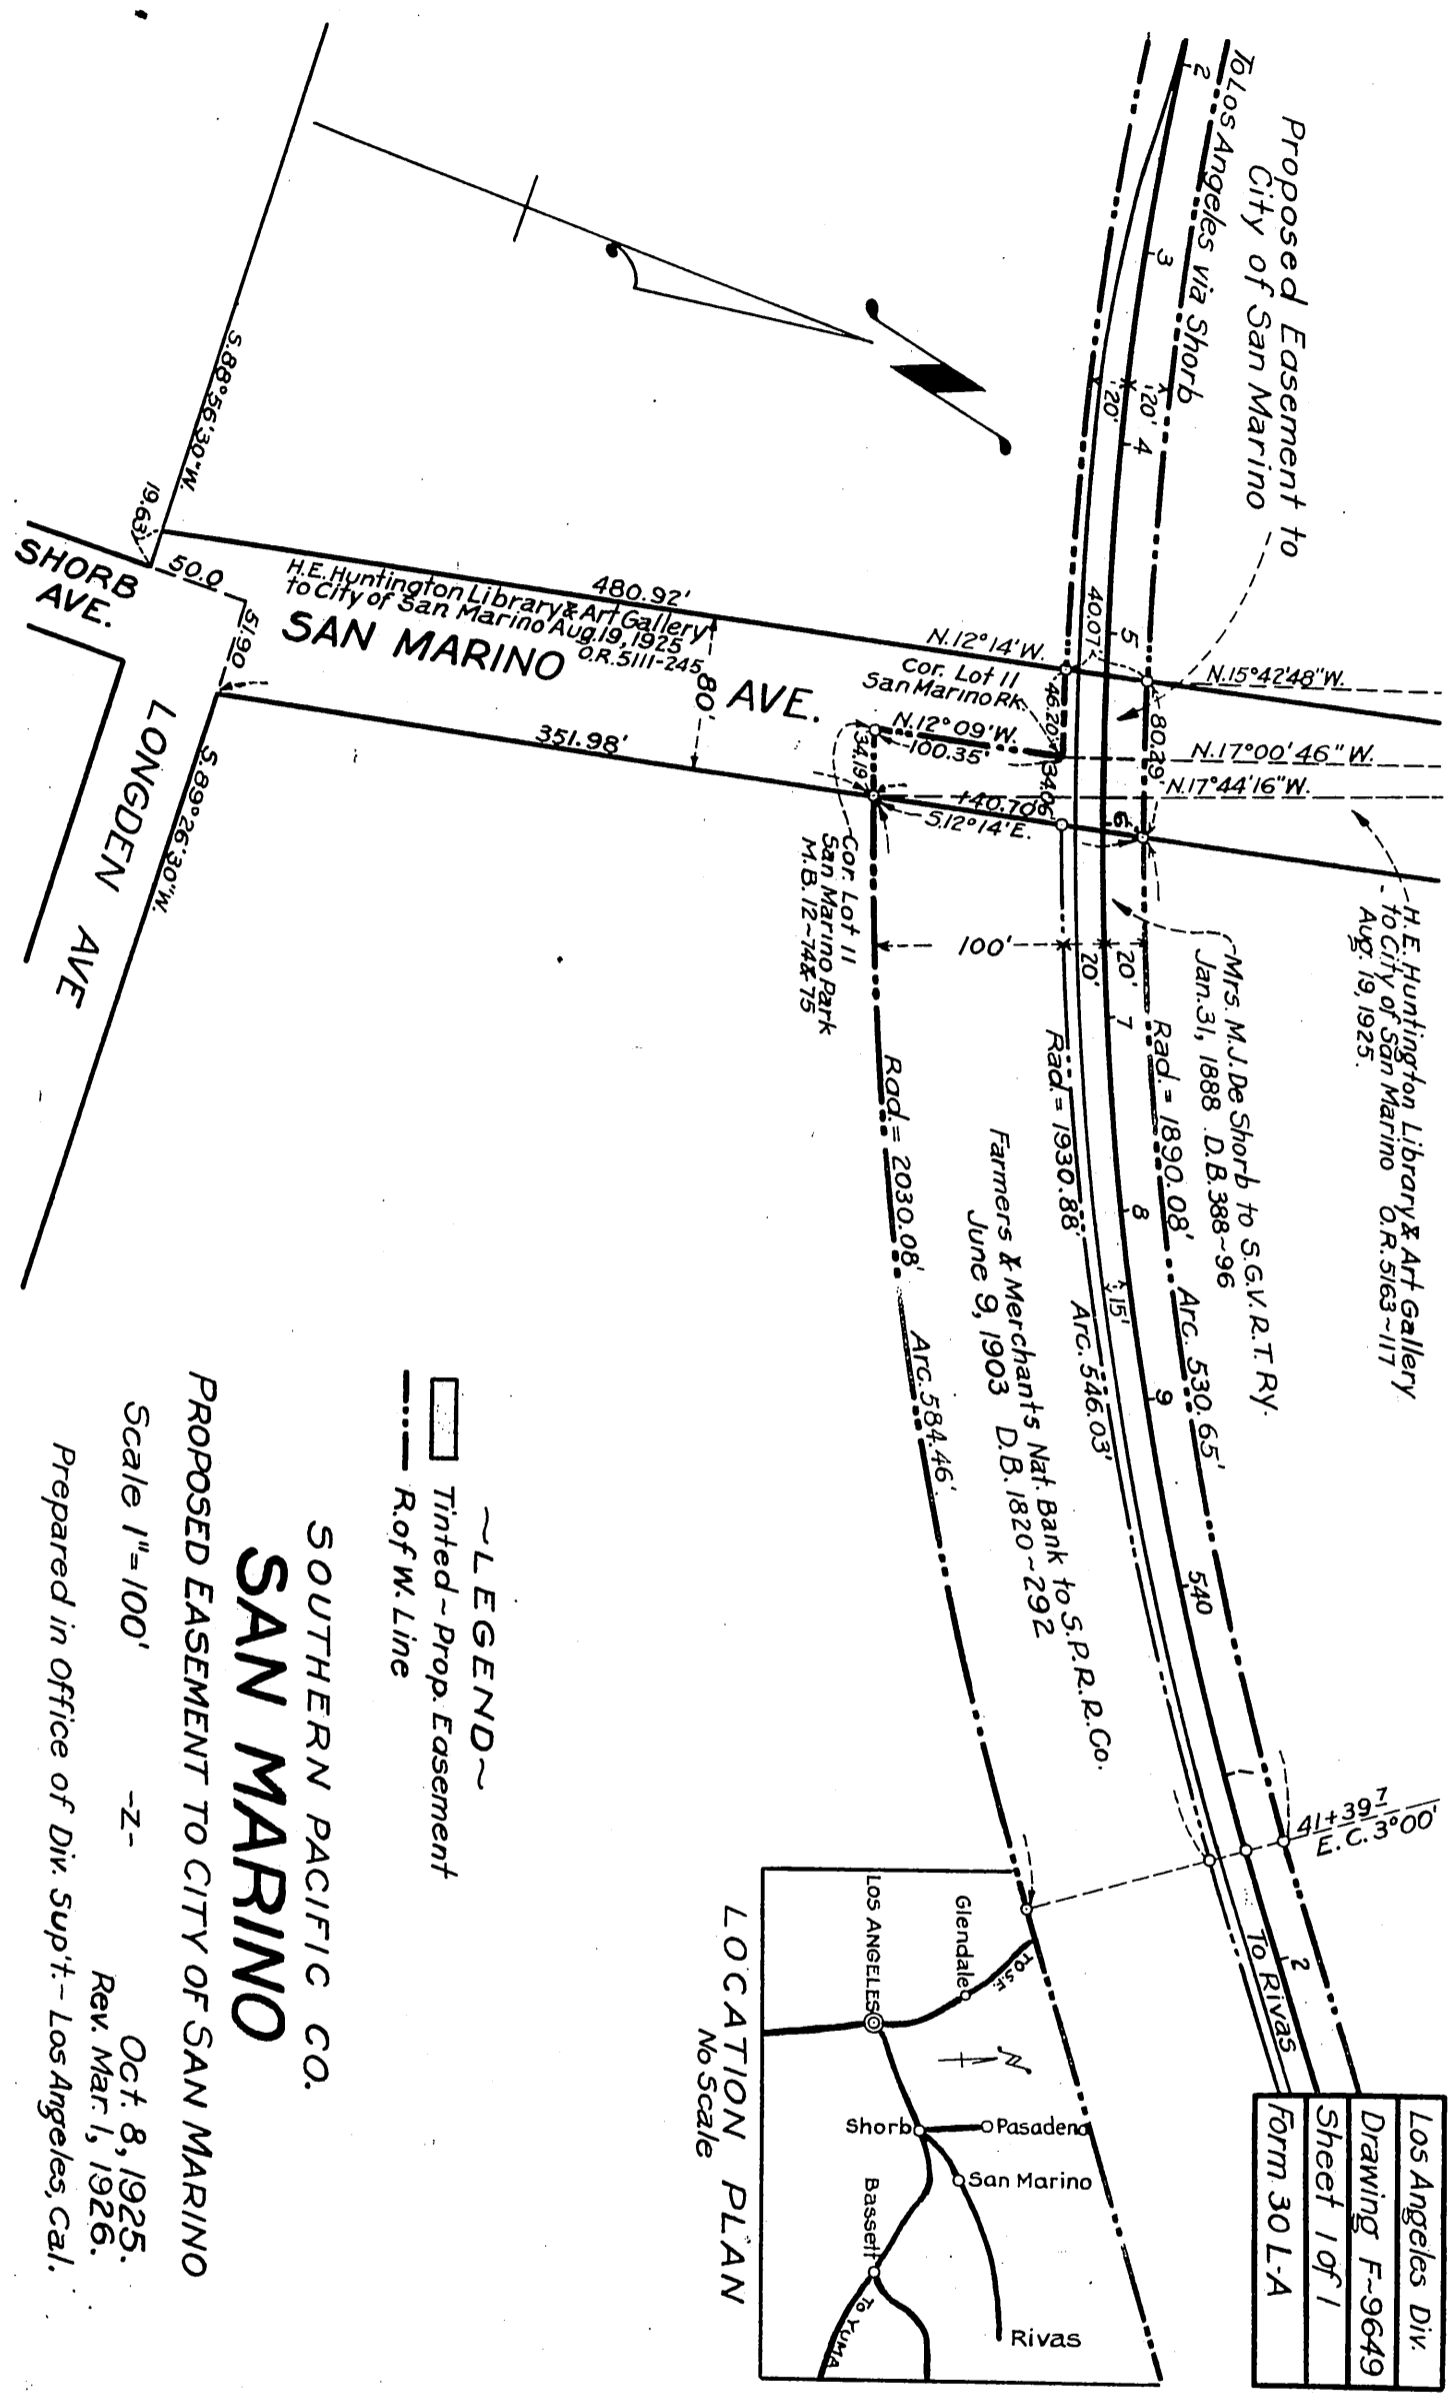 Los Angeles Div.
Drawing F~9649
Sheet 1 of 1
Form 30 L-A
Proposed Easement to
City of San Marino
To Los Angeles via Shorb
2
3
4
5
6
7
8
9
540
1
2
20'
20'
40.07'
N.15°42'48"W.
80.29'
N.17°00'46"W.
N.17°44'16"W.
H.E. Huntington Library & Art Gallery
to City of San Marino O.R. 5163~117
Aug. 19, 1925.
Mrs. M.J. De Shorb to S.G.V.R.T. Ry.
Jan. 31, 1888 D.B. 388~96
Rad. = 1890.08' Arc. 530.65'
20'
20'
100'
15'
Rad. = 1930.88' Arc. 546.03'
Farmers & Merchants Nat. Bank to S.P.R.R. Co.
June 9, 1903 D.B. 1820~292
Rad. = 2030.08' Arc. 584.46'
41+39.7
E.C. 3°00'
To Rivas
N.12°14'W.
Cor. Lot 11
San Marino Pk.
46.20'
34.06'
N.12°09'W.
100.35'
34.19'
140.70'
S.12°14'E.
Cor. Lot 11
San Marino Park
M.B. 12~74&75
480.92'
H.E. Huntington Library & Art Gallery
to City of San Marino Aug. 19, 1925
O.R. 5111-245
SAN MARINO AVE.
80'
351.98'
S.88°56'30"W.
19.63'
50.0
51.90
SHORB
AVE.
LONGDEN AVE
S.89°26'30"W.
~LEGEND~
Tinted ~ Prop. Easement
R. of W. Line
LOS ANGELES
Glendale
TO S.F.
N
Shorb
Pasadena
San Marino
Bassett
TO YUMA
Rivas
LOCATION PLAN
No Scale
SOUTHERN PACIFIC CO.
SAN MARINO
PROPOSED EASEMENT TO CITY OF SAN MARINO
Scale 1"=100' -Z- Oct. 8, 1925.
Rev. Mar. 1, 1926.
Prepared in Office of Div. Sup't. - Los Angeles, Cal.